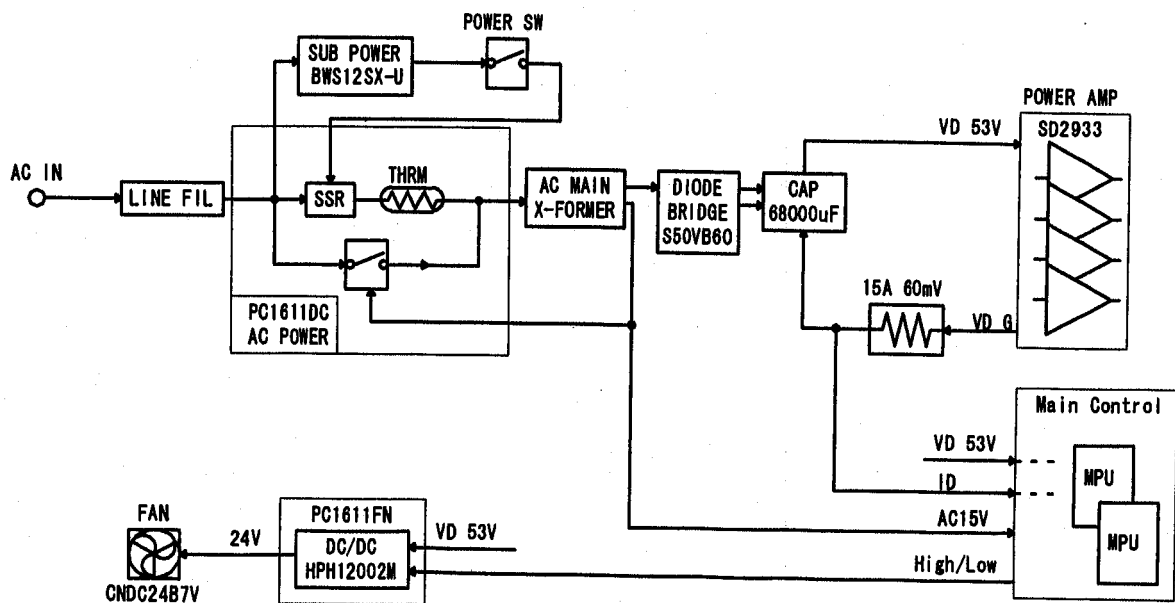 POWER SW
SUB POWER
BWS12SX-U
POWER AMP
SD2933
VD 53V
AC IN
LINE FIL
SSR
THRM
AC MAIN
X-FORMER
DIODE
BRIDGE
S50VB60
CAP
68000uF
15A 60mV
VD G
PC1611DC
AC POWER
Main Control
VD 53V
ID
AC15V
High/Low
MPU
MPU
FAN
24V
PC1611FN
DC/DC
HPH12002M
VD 53V
CNDC24B7V